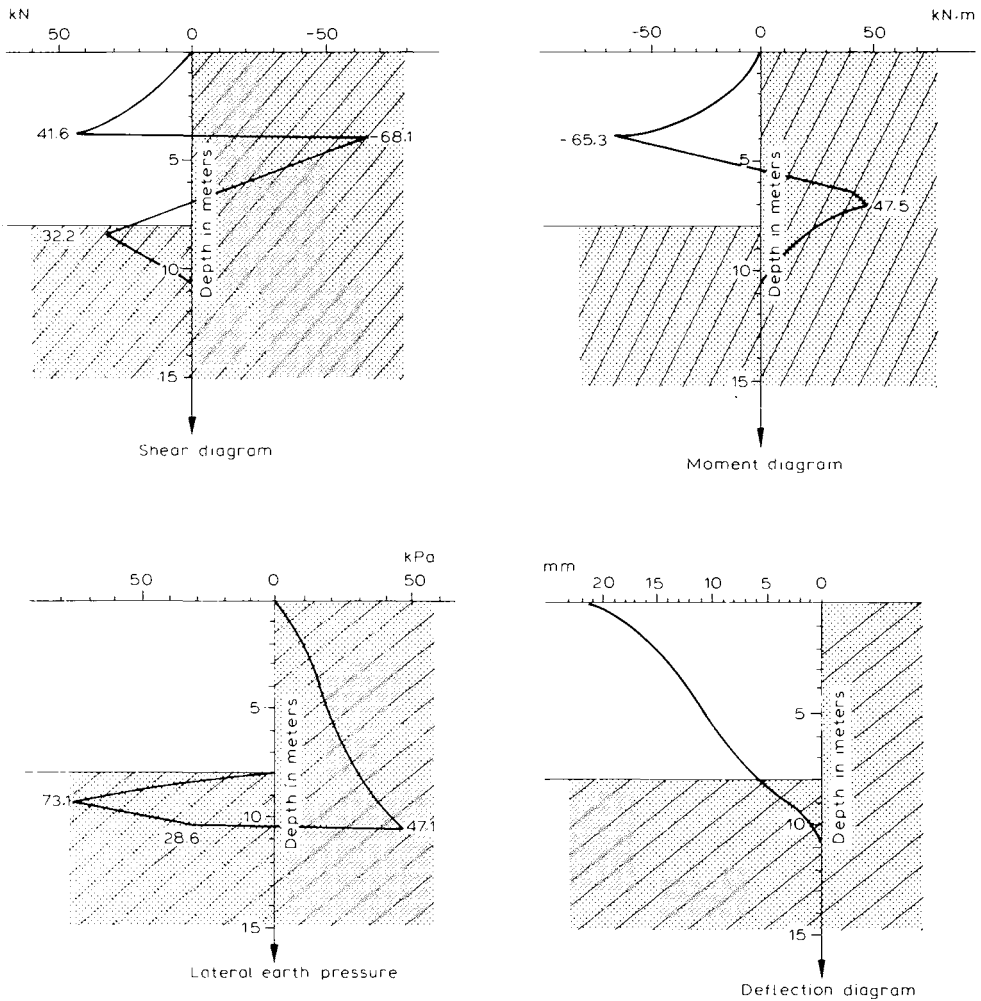 kN
50 0 -50
41.6
-68.1
5
32.2
10
15
Depth in meters
Shear diagram
kN.m
-50 0 50
-65.3
5
47.5
10
15
Depth in meters
Moment diagram
kPa
50 0 50
5
73.1
10
28.6
47.1
15
Depth in meters
Lateral earth pressure
mm
20 15 10 5 0
5
10
15
Depth in meters
Deflection diagram